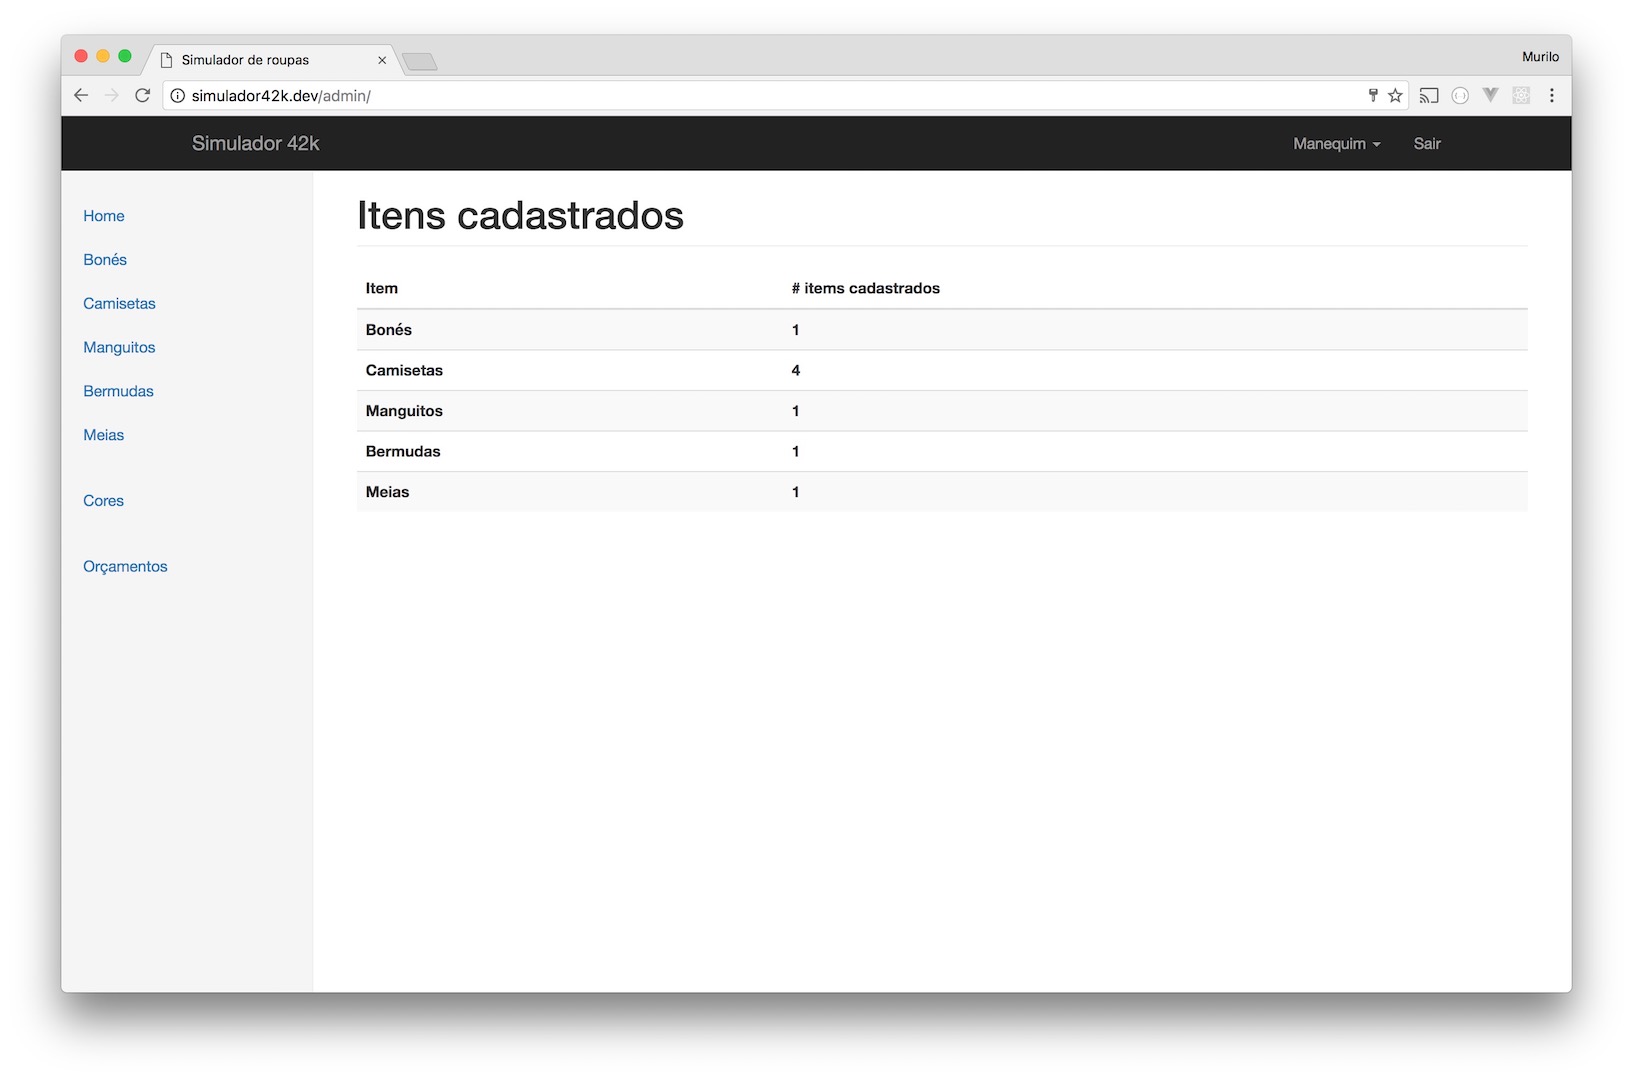 Simulador de roupas
Murilo
simulador42k.dev/admin/
Simulador 42k
Manequim
Sair
Home
Bonés
Camisetas
Manguitos
Bermudas
Meias
Cores
Orçamentos
Itens cadastrados
Item # items cadastrados
Bonés 1
Camisetas 4
Manguitos 1
Bermudas 1
Meias 1